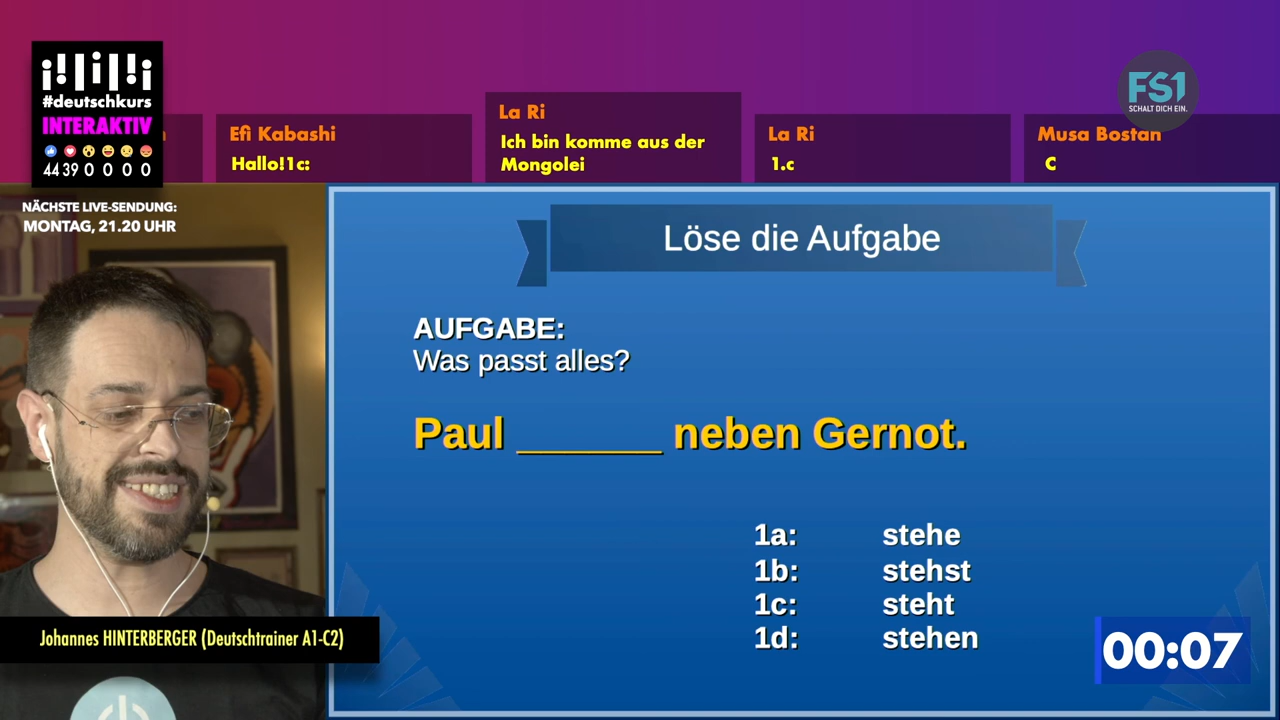 #deutschkurs
INTERAKTIV
44 39 0 0 0 0
NÄCHSTE LIVE-SENDUNG:
MONTAG, 21.20 UHR
Efi Kabashi
Hallo!1c:
La Ri
Ich bin komme aus der
Mongolei
La Ri
1.c
Musa Bostan
C
FS1
SCHALT DICH EIN.
Löse die Aufgabe
AUFGABE:
Was passt alles?
Paul ______ neben Gernot.
1a: stehe
1b: stehst
1c: steht
1d: stehen
00:07
Johannes HINTERBERGER (Deutschtrainer A1-C2)